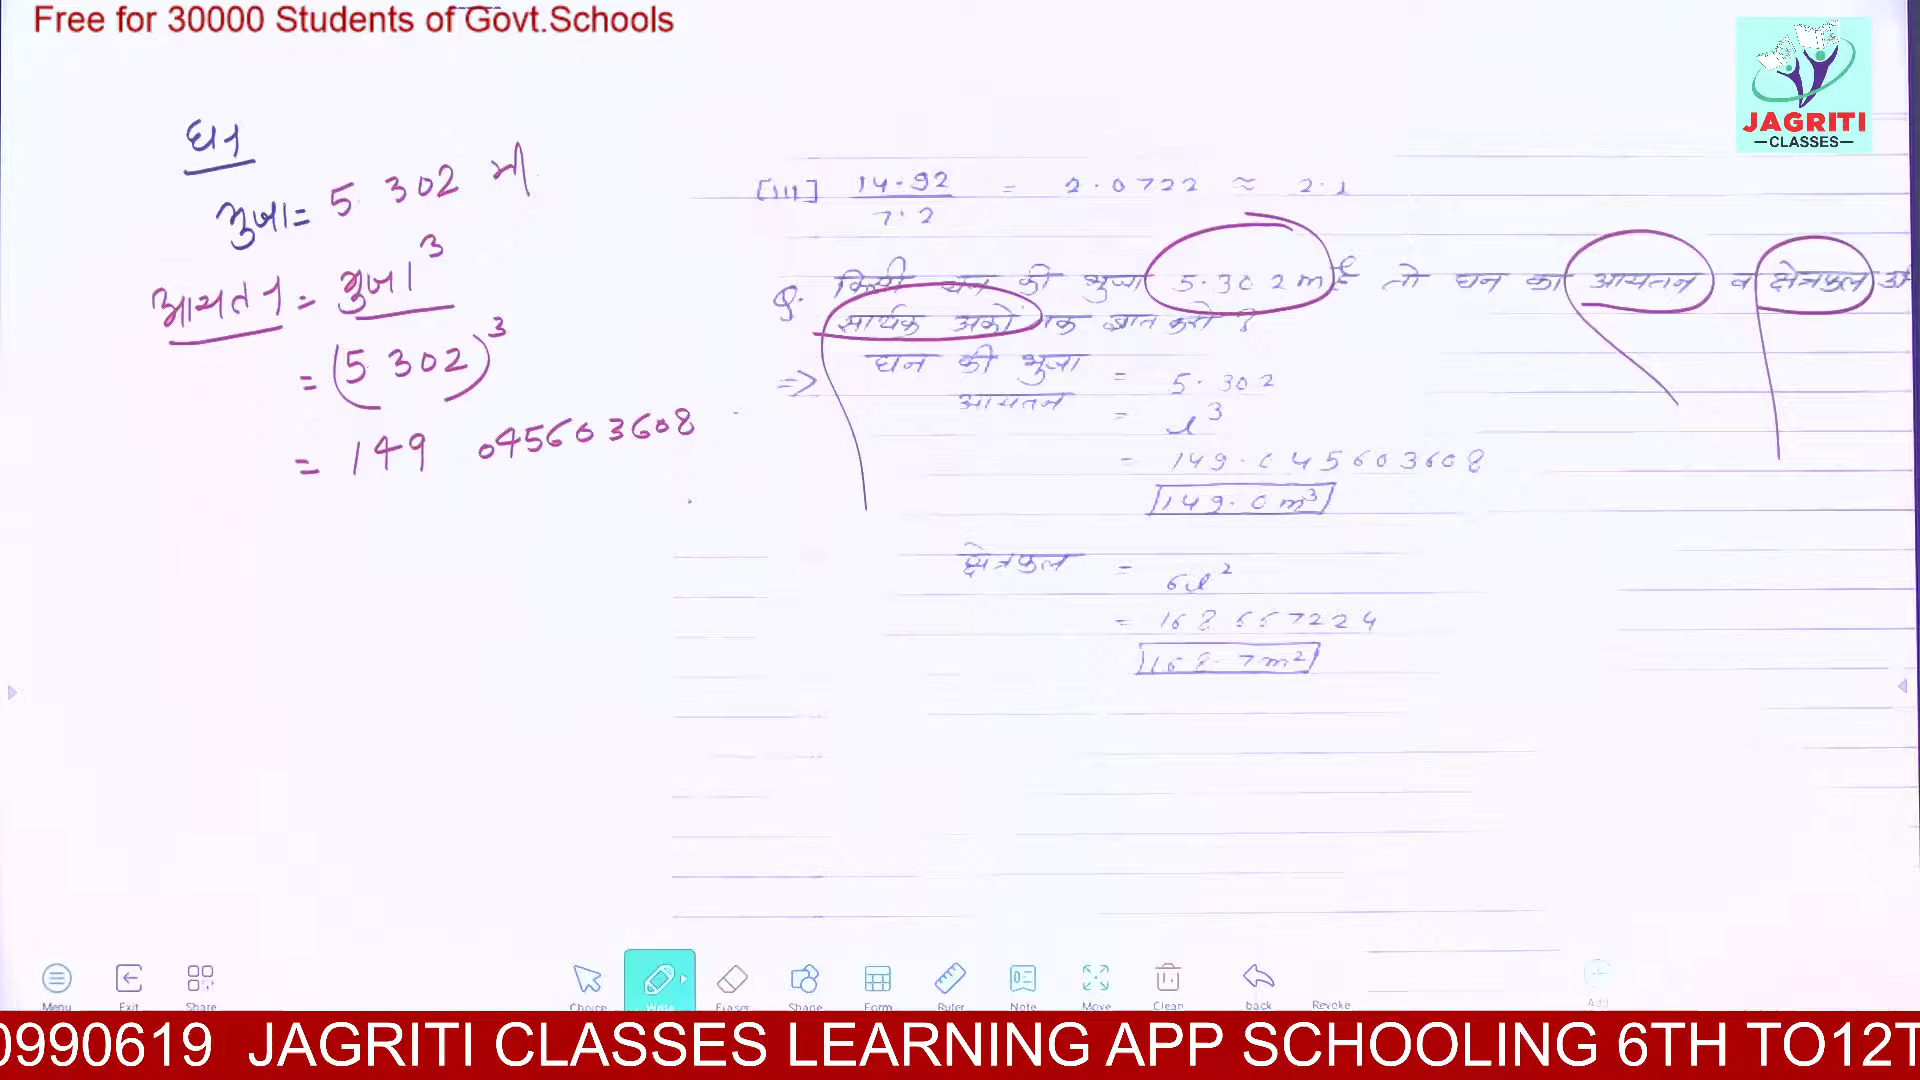 Free for 30000 Students of Govt.Schools
JAGRITI
CLASSES
घन
भुजा = 5.302 मी
आयतन = भुजा³
= (5 302)³
= 149 045603608
[iii] 14.92 / 7.2 = 2.0722 ≈ 2.1
Q. किसी घन की भुजा 5.302m है तो घन का आयतन व क्षेत्रफल
सार्थक अंको तक ज्ञात करो ?
=> घन की भुजा = 5.302
आयतन = l³
= 149.045603608
149.0 m³
क्षेत्रफल = 6l²
= 168 667224
168.7m²
Menu Exit Share Choice Write Eraser Shape Form Ruler Note Move Clean back Revoke Add
0990619 JAGRITI CLASSES LEARNING APP SCHOOLING 6TH TO12T